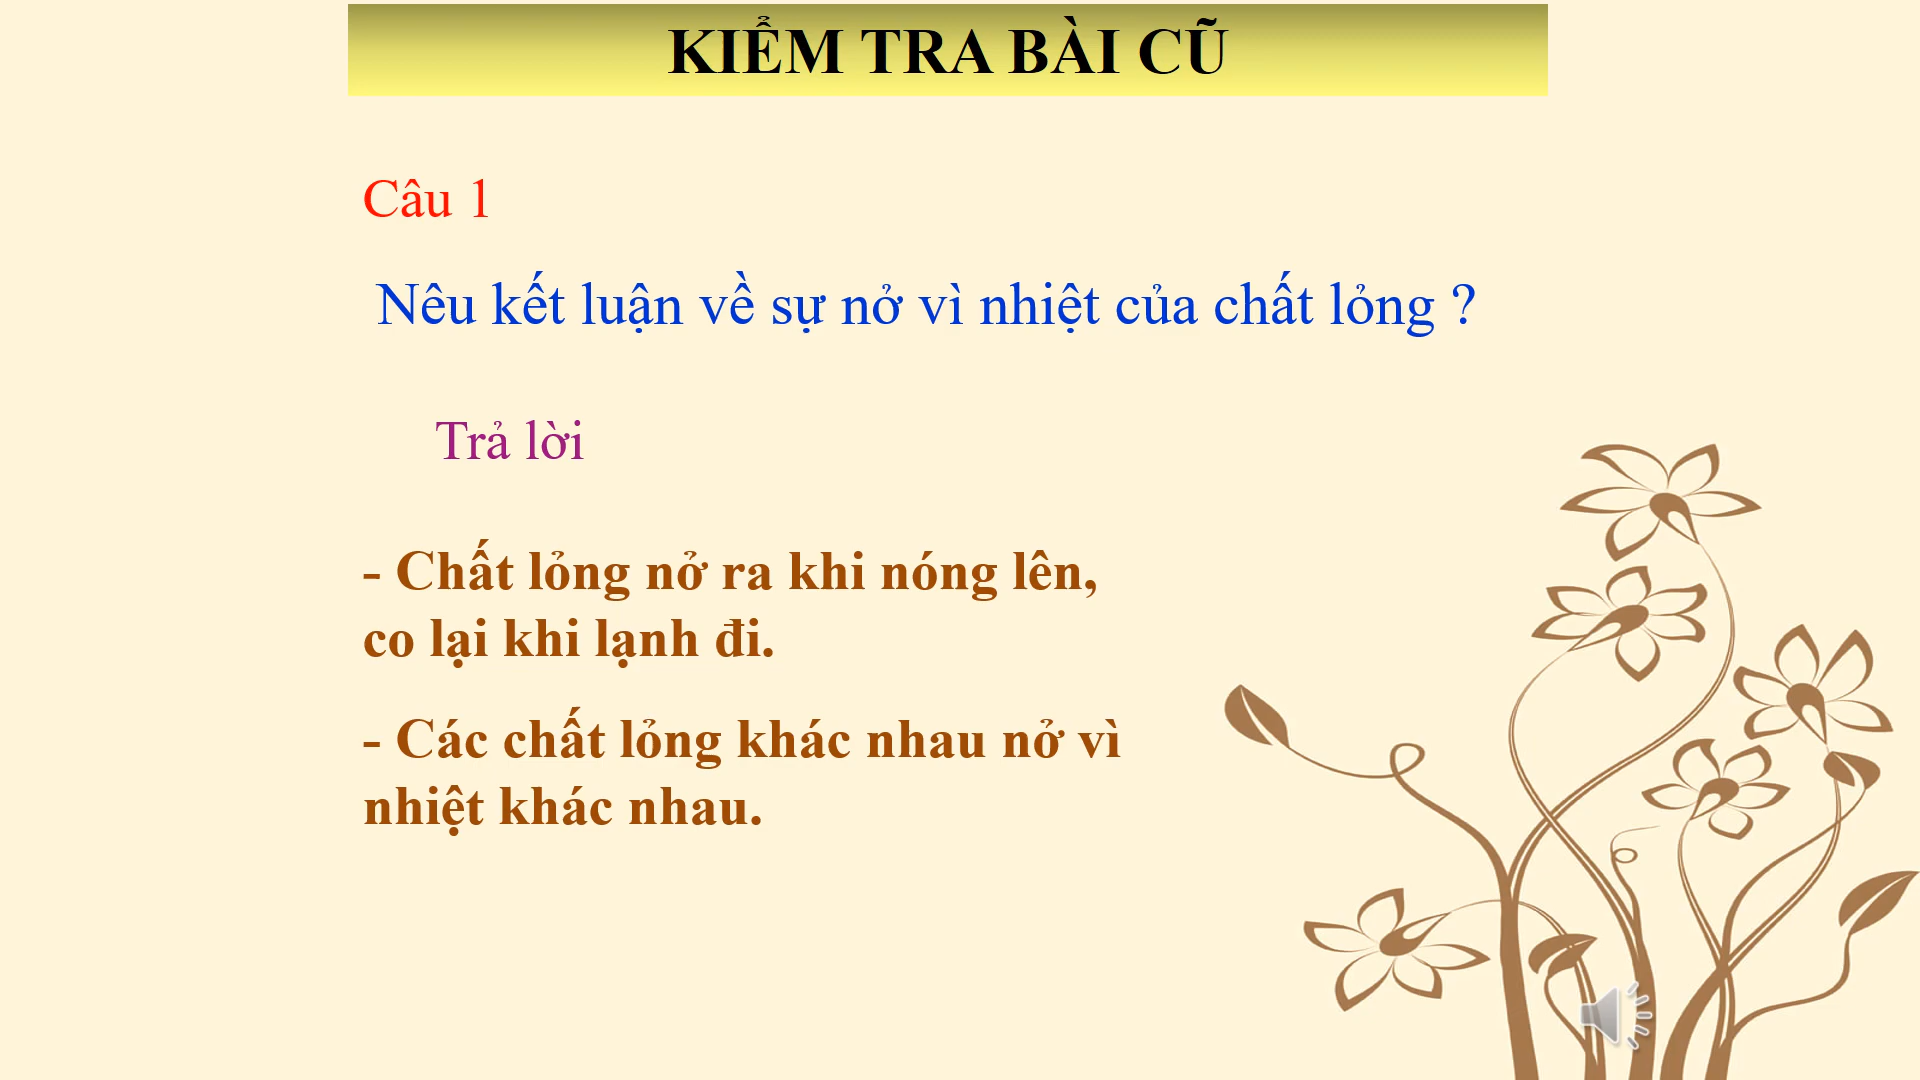 KIỂM TRA BÀI CŨ
Câu 1
Nêu kết luận về sự nở vì nhiệt của chất lỏng ?
Trả lời
- Chất lỏng nở ra khi nóng lên,
co lại khi lạnh đi.
- Các chất lỏng khác nhau nở vì
nhiệt khác nhau.